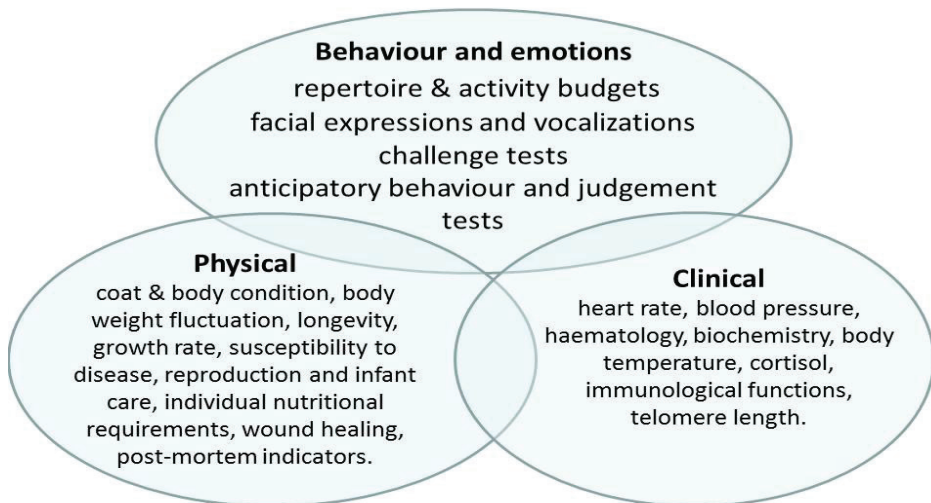 Behaviour and emotions
repertoire & activity budgets
facial expressions and vocalizations
challenge tests
anticipatory behaviour and judgement
tests
Physical
coat & body condition, body
weight fluctuation, longevity,
growth rate, susceptibility to
disease, reproduction and infant
care, individual nutritional
requirements, wound healing,
post-mortem indicators.
Clinical
heart rate, blood pressure,
haematology, biochemistry, body
temperature, cortisol,
immunological functions,
telomere length.